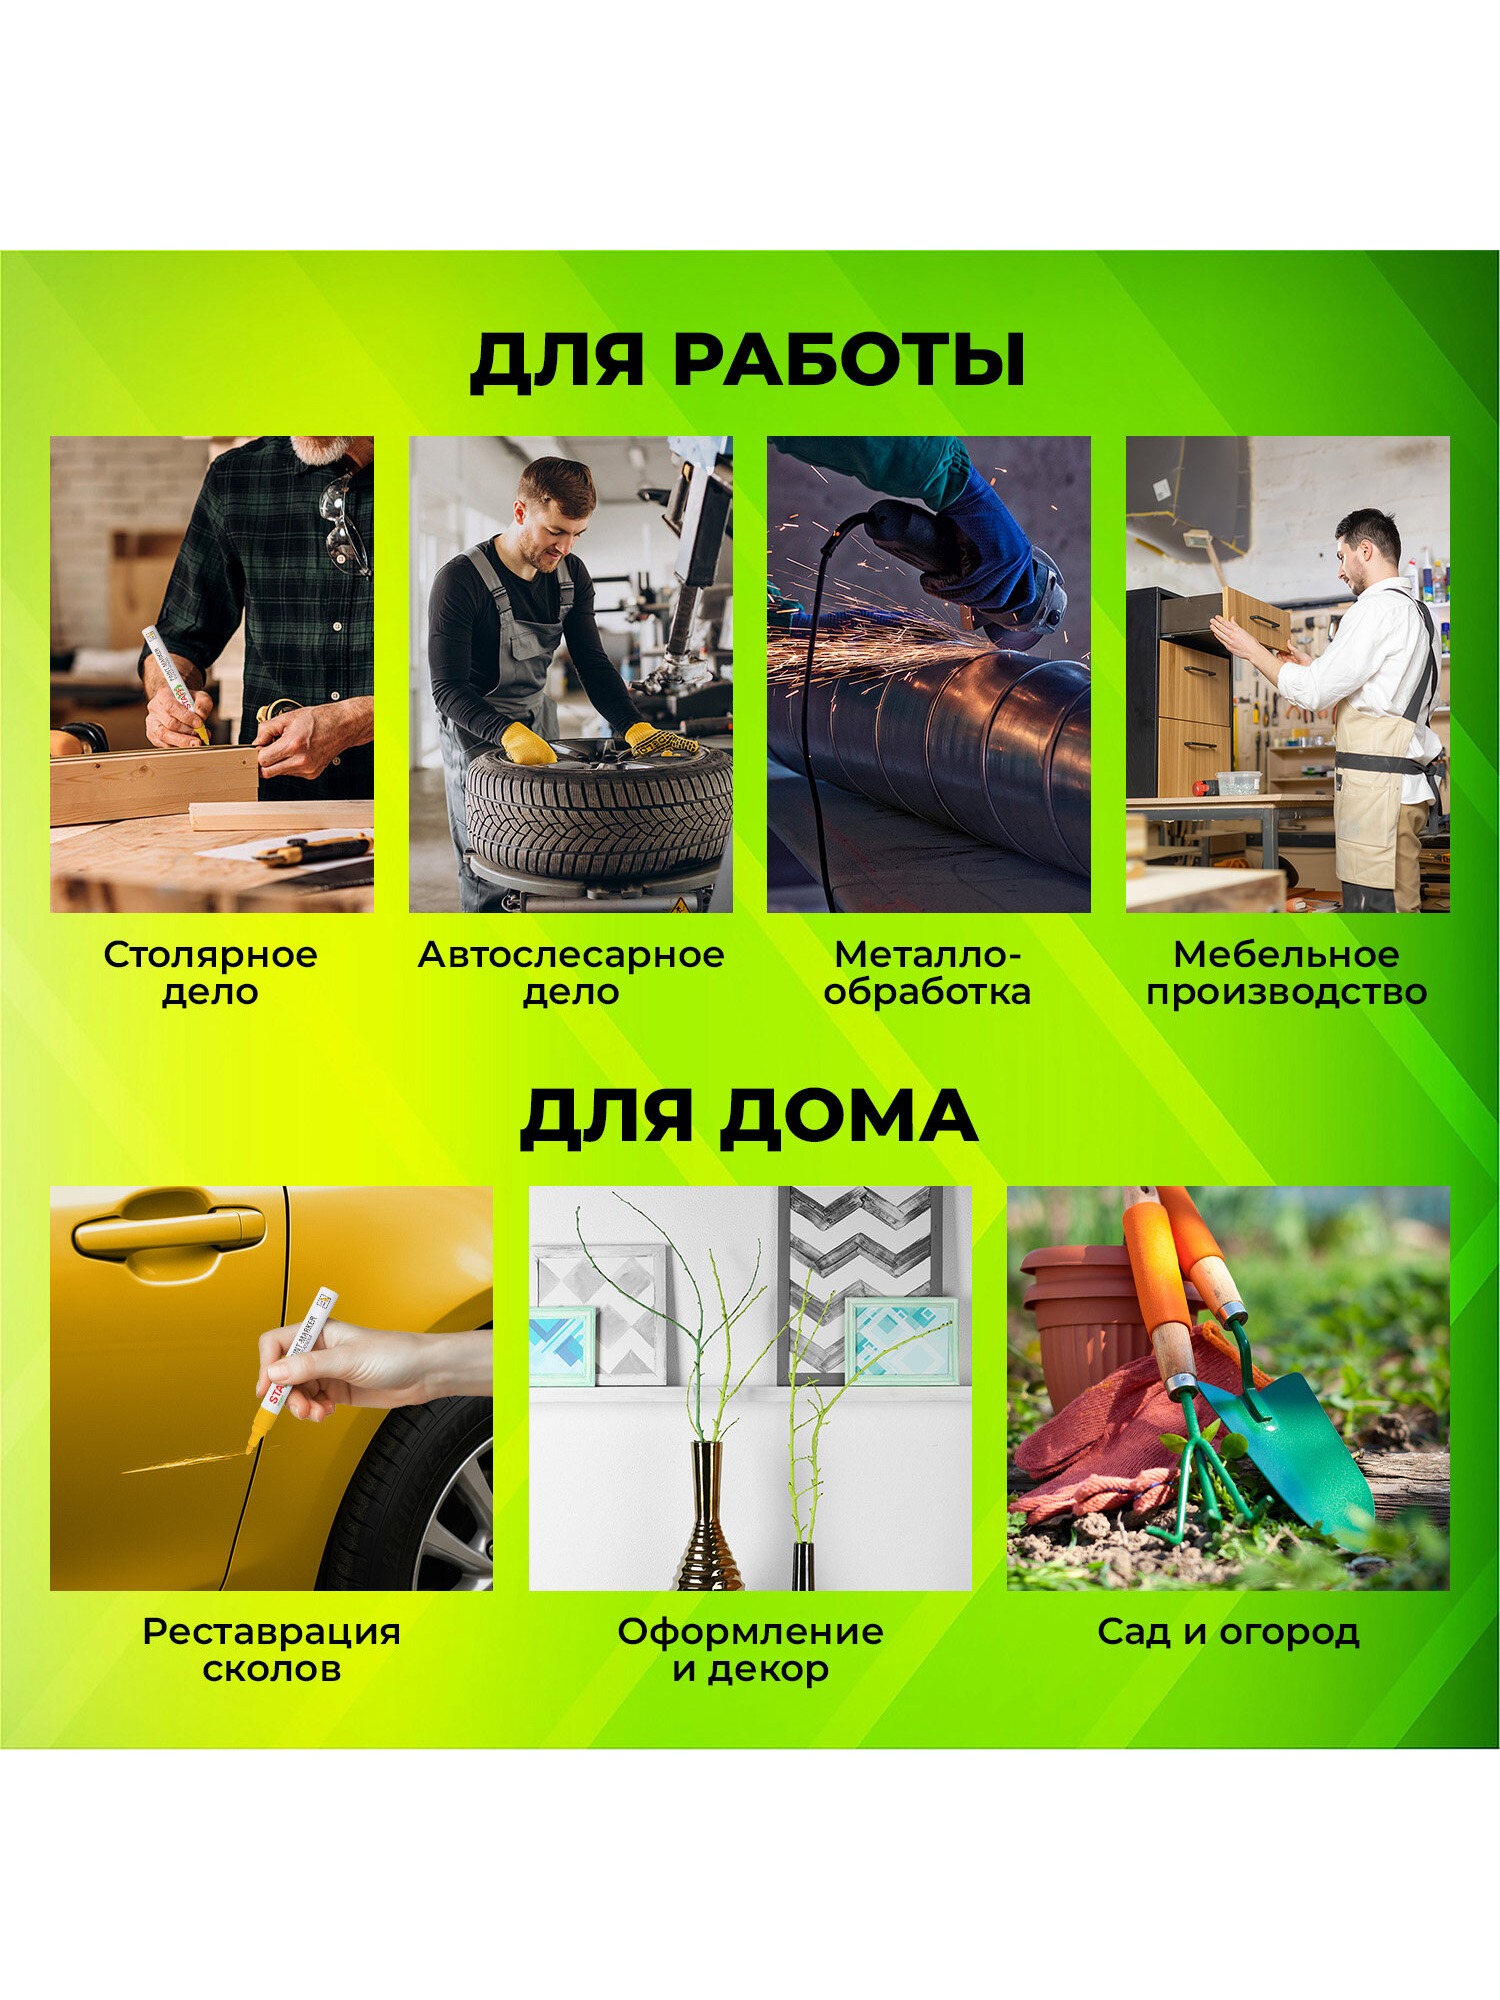 ДЛЯ РАБОТЫ
Столярное
дело
Автослесарное
дело
Металло-
обработка
Мебельное
производство
ДЛЯ ДОМА
Реставрация
сколов
Оформление
и декор
Сад и огород